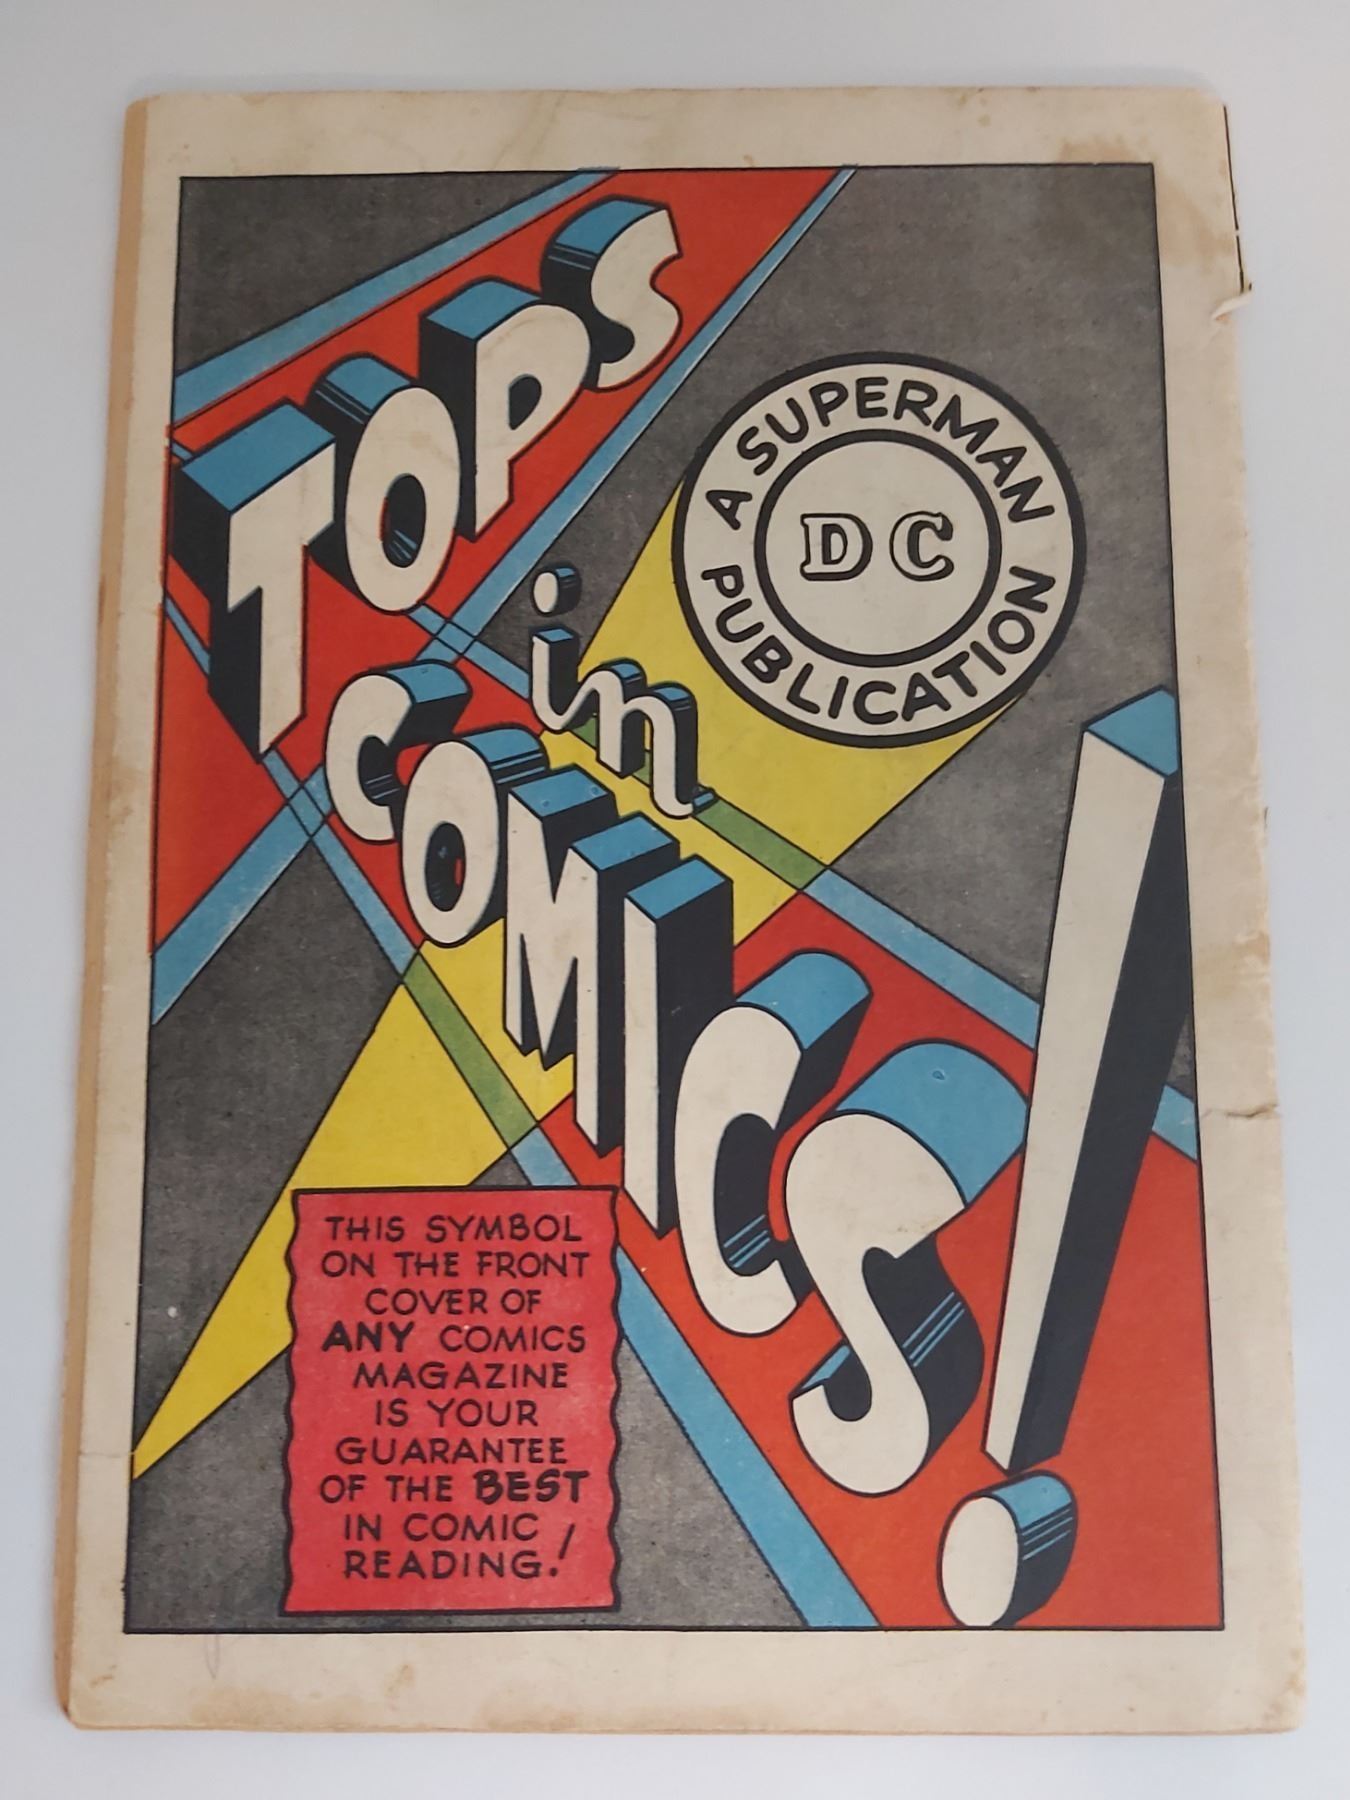 TOPS
in
COMICS!
A SUPERMAN
DC
PUBLICATION
THIS SYMBOL
ON THE FRONT
COVER OF
ANY COMICS
MAGAZINE
IS YOUR
GUARANTEE
OF THE BEST
IN COMIC
READING!